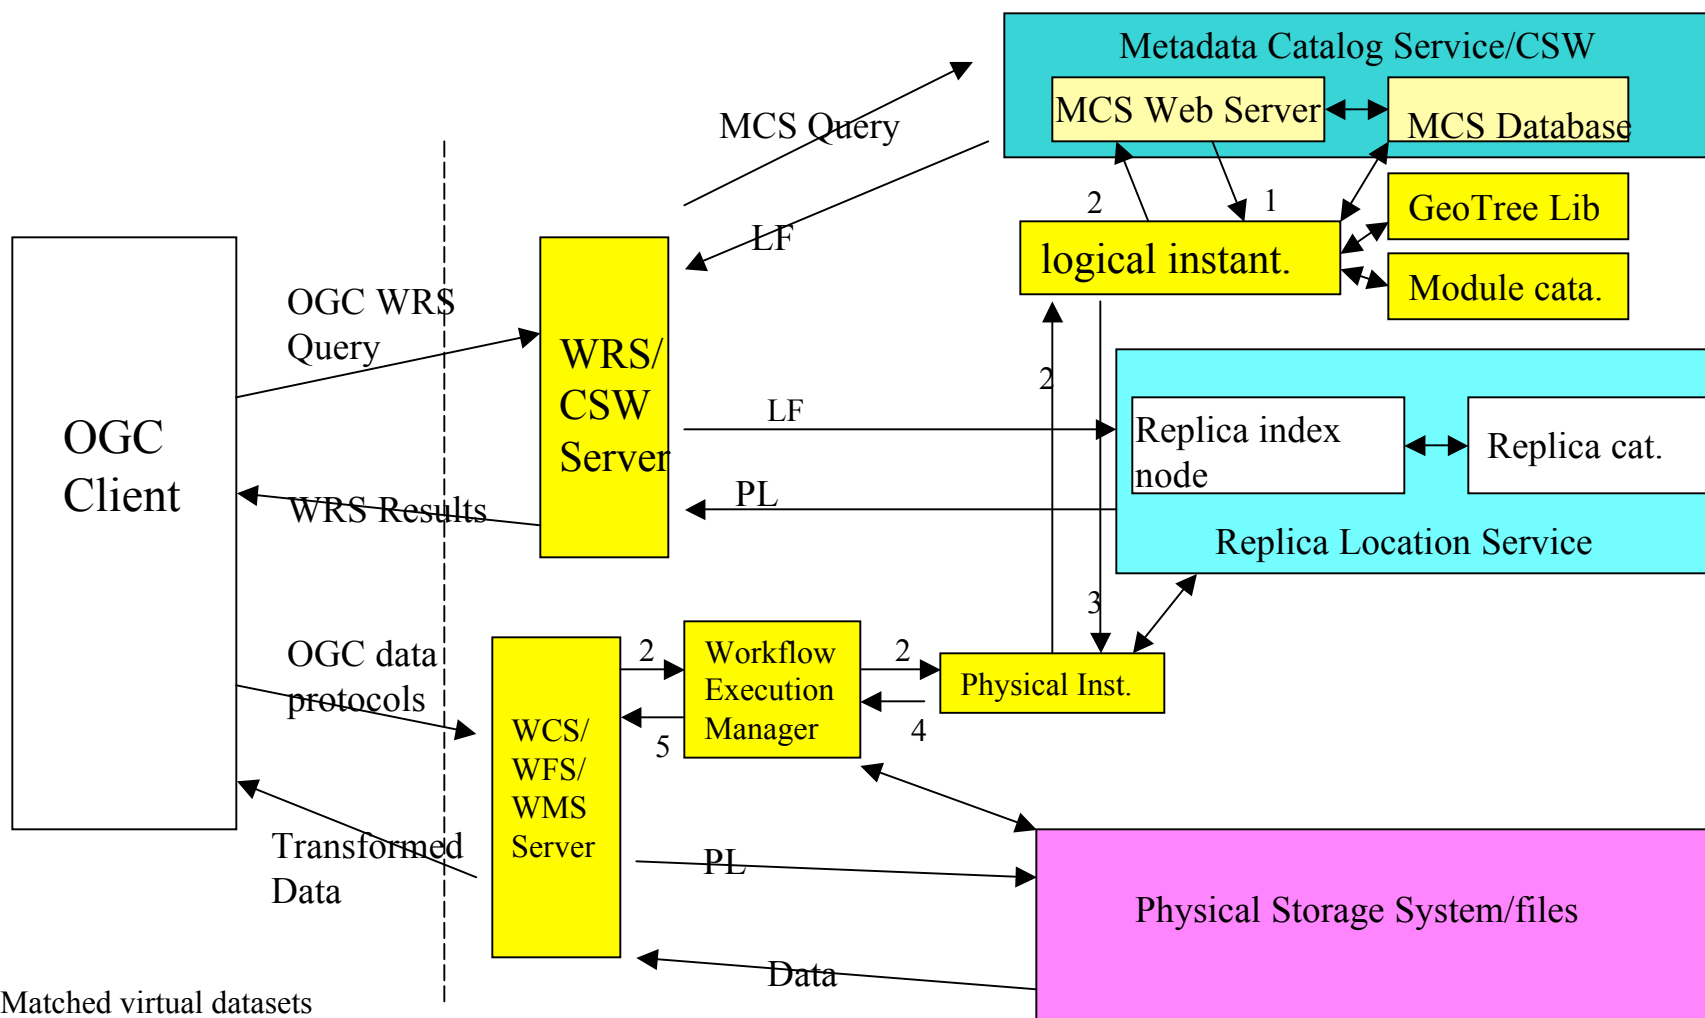 Metadata Catalog Service/CSW
MCS Web Server
MCS Database
MCS Query
LF
2
1
GeoTree Lib
logical instant.
Module cata.
OGC WRS
Query
WRS/
CSW
Server
2
LF
Replica index
node
Replica cat.
OGC
Client
WRS Results
PL
Replica Location Service
3
OGC data
protocols
2
Workflow
Execution
Manager
2
Physical Inst.
WCS/
WFS/
WMS
Server
5
4
Transformed
Data
PL
Physical Storage System/files
Data
Matched virtual datasets